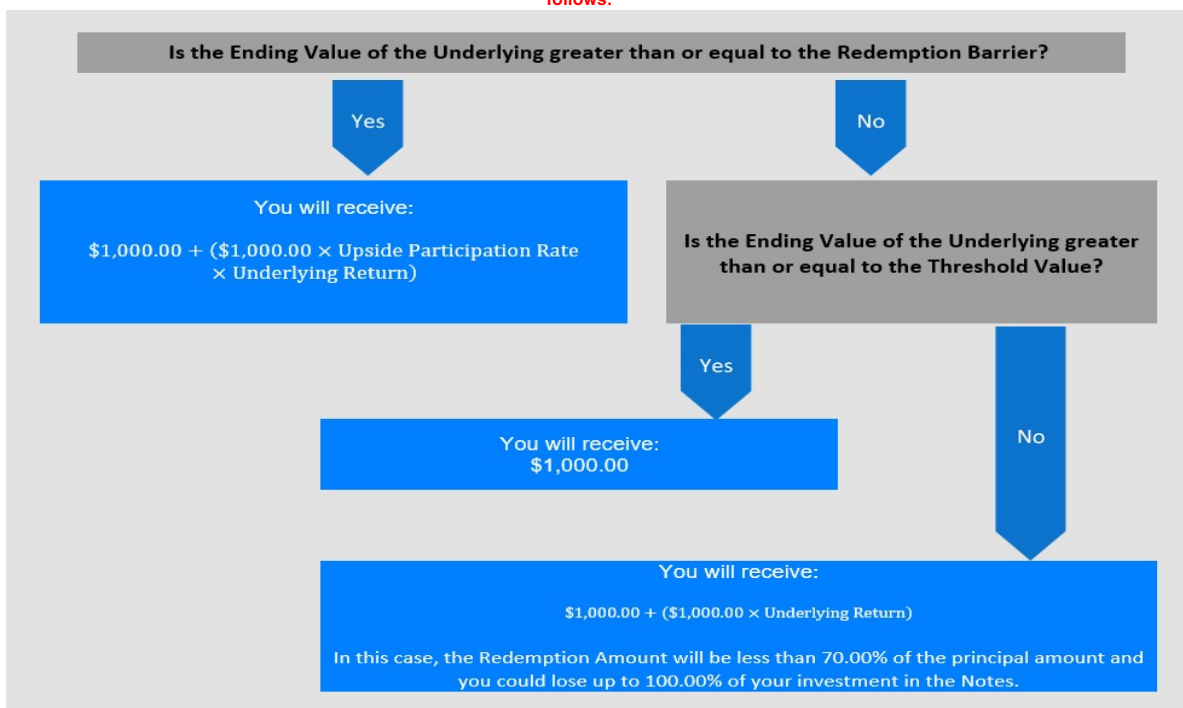 follows:
Is the Ending Value of the Underlying greater than or equal to the Redemption Barrier?
Yes
No
You will receive:
$1,000.00 + ($1,000.00 × Upside Participation Rate
× Underlying Return)
Is the Ending Value of the Underlying greater
than or equal to the Threshold Value?
Yes
No
You will receive:
$1,000.00
You will receive:
$1,000.00 + ($1,000.00 × Underlying Return)
In this case, the Redemption Amount will be less than 70.00% of the principal amount and
you could lose up to 100.00% of your investment in the Notes.